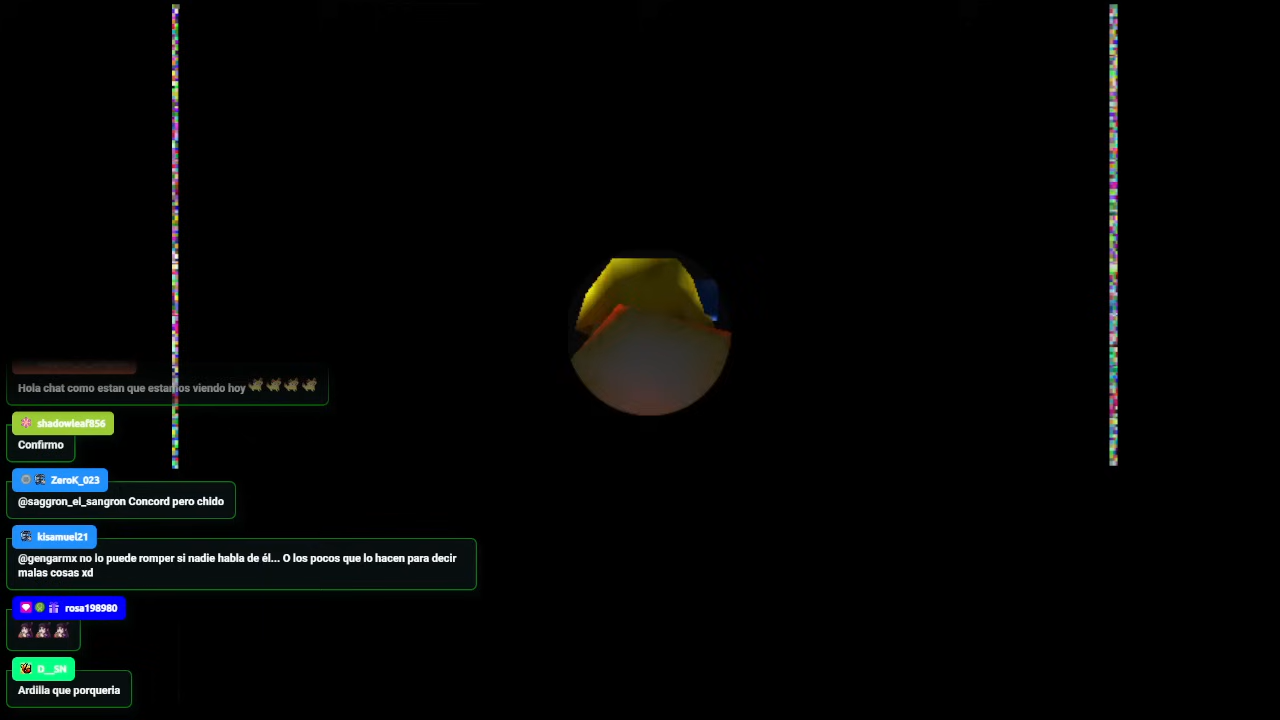 Hola chat como estan que estamos viendo hoy
shadowleaf856
Confirmo
ZeroK_023
@saggron_el_sangron Concord pero chido
kisamuel21
@gengarmx no lo puede romper si nadie habla de él... O los pocos que lo hacen para decir
malas cosas xd
rosa198980
D__SN
Ardilla que porqueria